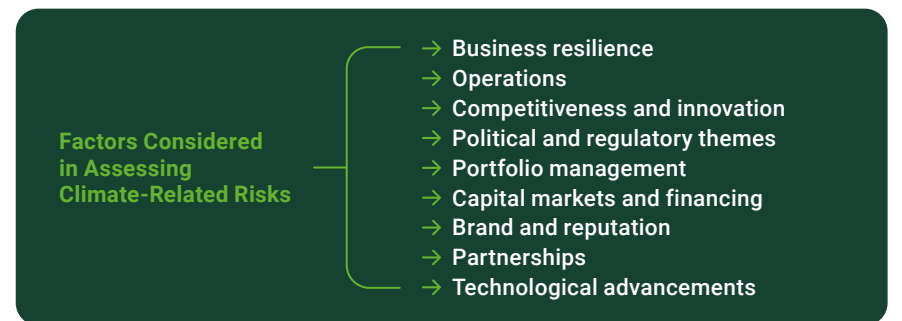 Factors Considered
in Assessing
Climate-Related Risks
→ Business resilience
→ Operations
→ Competitiveness and innovation
→ Political and regulatory themes
→ Portfolio management
→ Capital markets and financing
→ Brand and reputation
→ Partnerships
→ Technological advancements